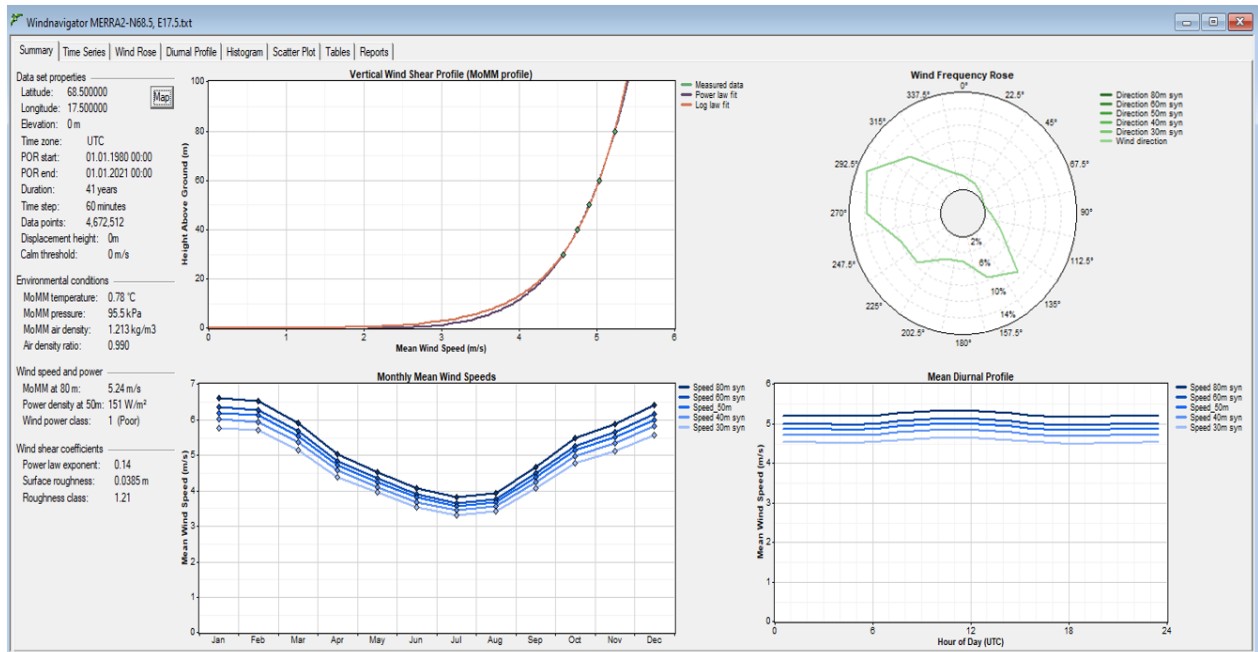 Windnavigator MERRA2-N68.5, E17.5.txt
Summary Time Series Wind Rose Diurnal Profile Histogram Scatter Plot Tables Reports
Data set properties
Latitude: 68.500000
Longitude: 17.500000
Map
Elevation: 0 m
Time zone: UTC
POR start: 01.01.1980 00:00
POR end: 01.01.2021 00:00
Duration: 41 years
Time step: 60 minutes
Data points: 4,672,512
Displacement height: 0m
Calm threshold: 0 m/s
Environmental conditions
MoMM temperature: 0.78 °C
MoMM pressure: 95.5 kPa
MoMM air density: 1.213 kg/m3
Air density ratio: 0.990
Wind speed and power
MoMM at 80 m: 5.24 m/s
Power density at 50m: 151 W/m²
Wind power class: 1 (Poor)
Wind shear coefficients
Power law exponent: 0.14
Surface roughness: 0.0385 m
Roughness class: 1.21
Vertical Wind Shear Profile (MoMM profile)
Height Above Ground (m)
100
80
60
40
20
0
0 1 2 3 4 5 6
Mean Wind Speed (m/s)
Measured data
Power law fit
Log law fit
Wind Frequency Rose
0°
22.5°
45°
67.5°
90°
112.5°
135°
157.5°
180°
202.5°
225°
247.5°
270°
292.5°
315°
337.5°
2%
6%
10%
14%
Direction 80m syn
Direction 60m syn
Direction 50m syn
Direction 40m syn
Direction 30m syn
Wind direction
Monthly Mean Wind Speeds
Mean Wind Speed (m/s)
7
6
5
4
3
2
1
0
Jan Feb Mar Apr May Jun Jul Aug Sep Oct Nov Dec
Speed 80m syn
Speed 60m syn
Speed_50m
Speed 40m syn
Speed 30m syn
Mean Diurnal Profile
Mean Wind Speed (m/s)
6
5
4
3
2
1
0
0 6 12 18 24
Hour of Day (UTC)
Speed 80m syn
Speed 60m syn
Speed_50m
Speed 40m syn
Speed 30m syn